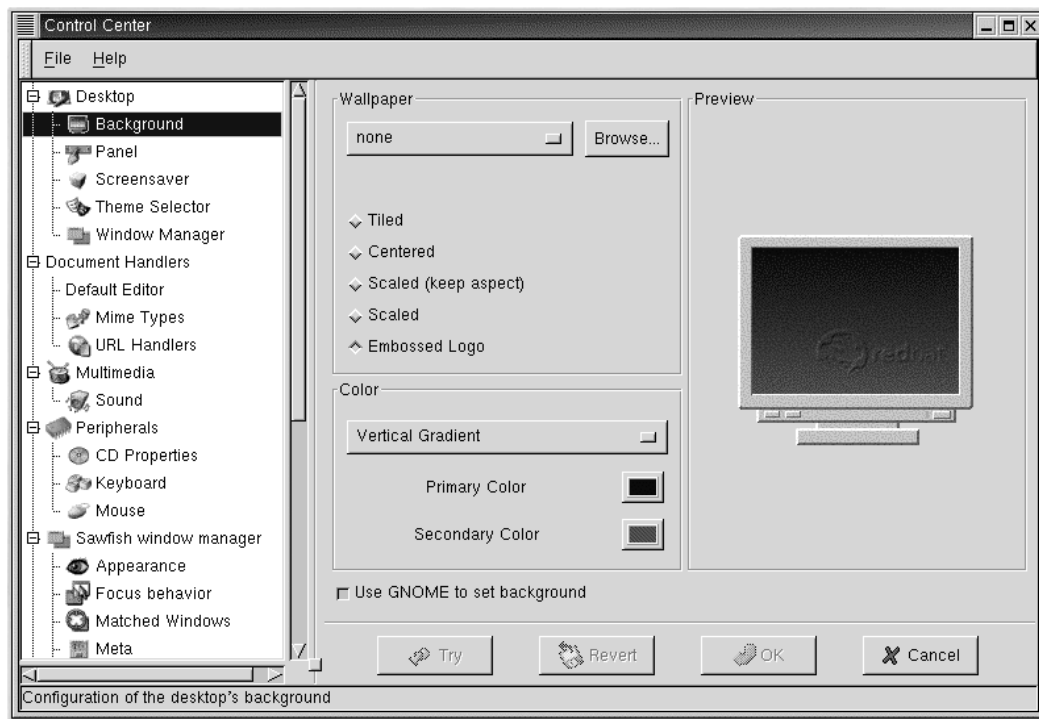 Control Center
File Help
Desktop
Background
Panel
Screensaver
Theme Selector
Window Manager
Document Handlers
Default Editor
Mime Types
URL Handlers
Multimedia
Sound
Peripherals
CD Properties
Keyboard
Mouse
Sawfish window manager
Appearance
Focus behavior
Matched Windows
Meta
Wallpaper
none
Browse...
Tiled
Centered
Scaled (keep aspect)
Scaled
Embossed Logo
Color
Vertical Gradient
Primary Color
Secondary Color
Preview
redhat
Use GNOME to set background
Try
Revert
OK
Cancel
Configuration of the desktop's background